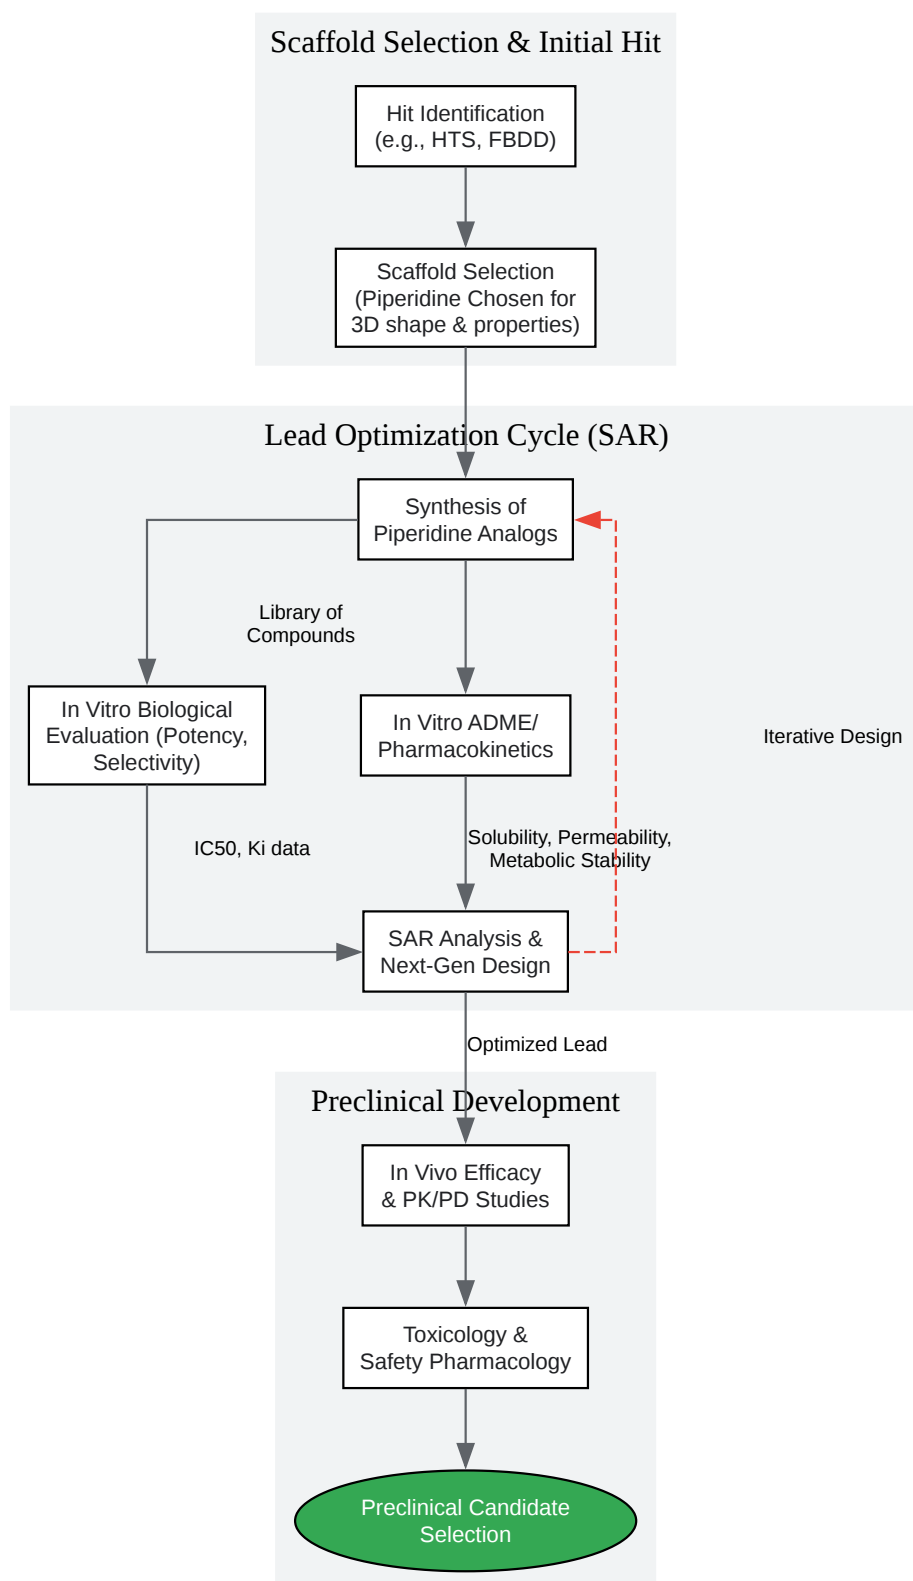 Scaffold Selection & Initial Hit
Hit Identification
(e.g., HTS, FBDD)
Scaffold Selection
(Piperidine Chosen for
3D shape & properties)
Lead Optimization Cycle (SAR)
Synthesis of
Piperidine Analogs
Library of
Compounds
In Vitro Biological
Evaluation (Potency,
Selectivity)
In Vitro ADME/
Pharmacokinetics
Iterative Design
IC50, Ki data
Solubility, Permeability,
Metabolic Stability
SAR Analysis &
Next-Gen Design
Optimized Lead
Preclinical Development
In Vivo Efficacy
& PK/PD Studies
Toxicology &
Safety Pharmacology
Preclinical Candidate
Selection